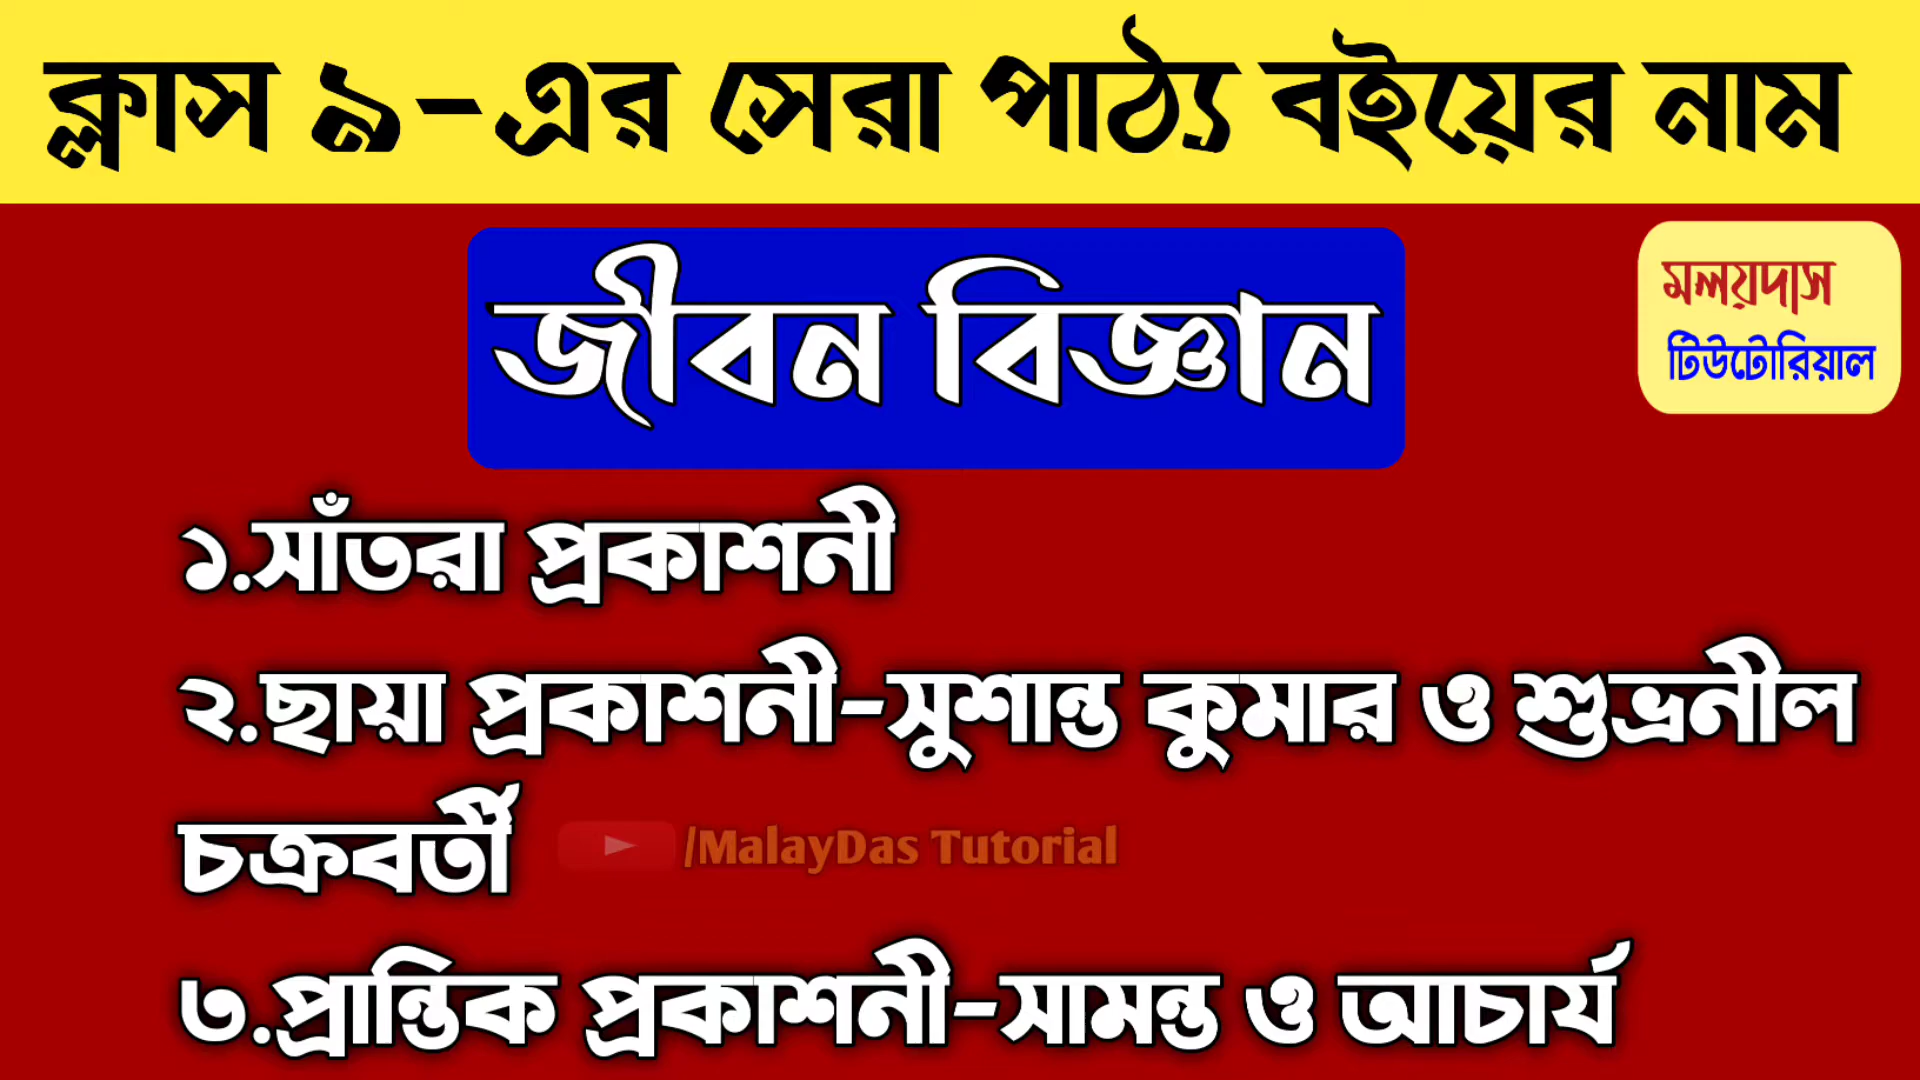 ক্লাস ৯-এর সেরা পাঠ্য বইয়ের নাম
জীবন বিজ্ঞান
মলয়দাস
টিউটোরিয়াল
১.সাঁতরা প্রকাশনী
২.ছায়া প্রকাশনী-সুশান্ত কুমার ও শুভ্রনীল
চক্রবর্তী
/MalayDas Tutorial
৩.প্রান্তিক প্রকাশনী-সামন্ত ও আচার্য